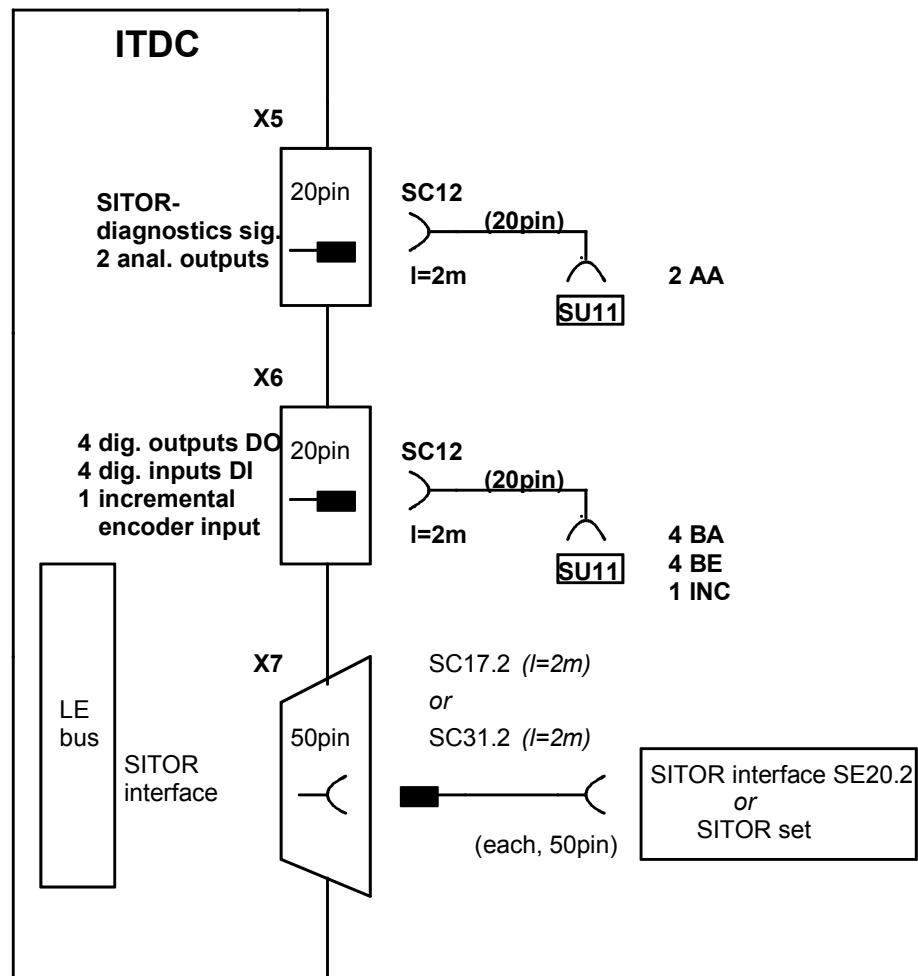 ITDC
X5
20pin
SITOR-
diagnostics sig.
2 anal. outputs
SC12
(20pin)
l=2m
SU11
2 AA
X6
4 dig. outputs DO
4 dig. inputs DI
1 incremental
encoder input
20pin
SC12
(20pin)
l=2m
SU11
4 BA
4 BE
1 INC
X7
50pin
LE
bus
SITOR
interface
SC17.2 (l=2m)
or
SC31.2 (l=2m)
(each, 50pin)
SITOR interface SE20.2
or
SITOR set